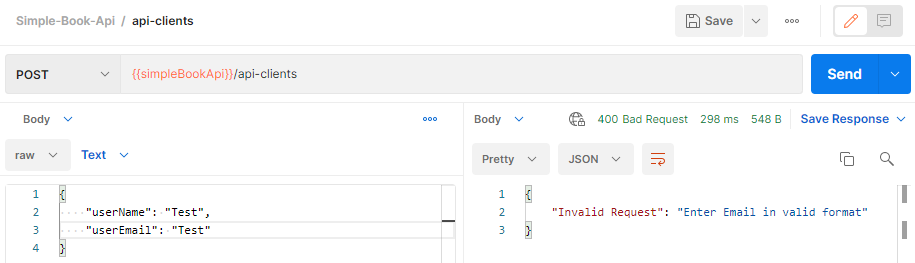 Simple-Book-Api / api-clients
Save
POST {{simpleBookApi}}/api-clients Send
Body
raw Text
1 {
2 "userName": "Test",
3 "userEmail": "Test"
4 }
Body 400 Bad Request 298 ms 548 B Save Response
Pretty JSON
1 {
2 "Invalid Request": "Enter Email in valid format"
3 }